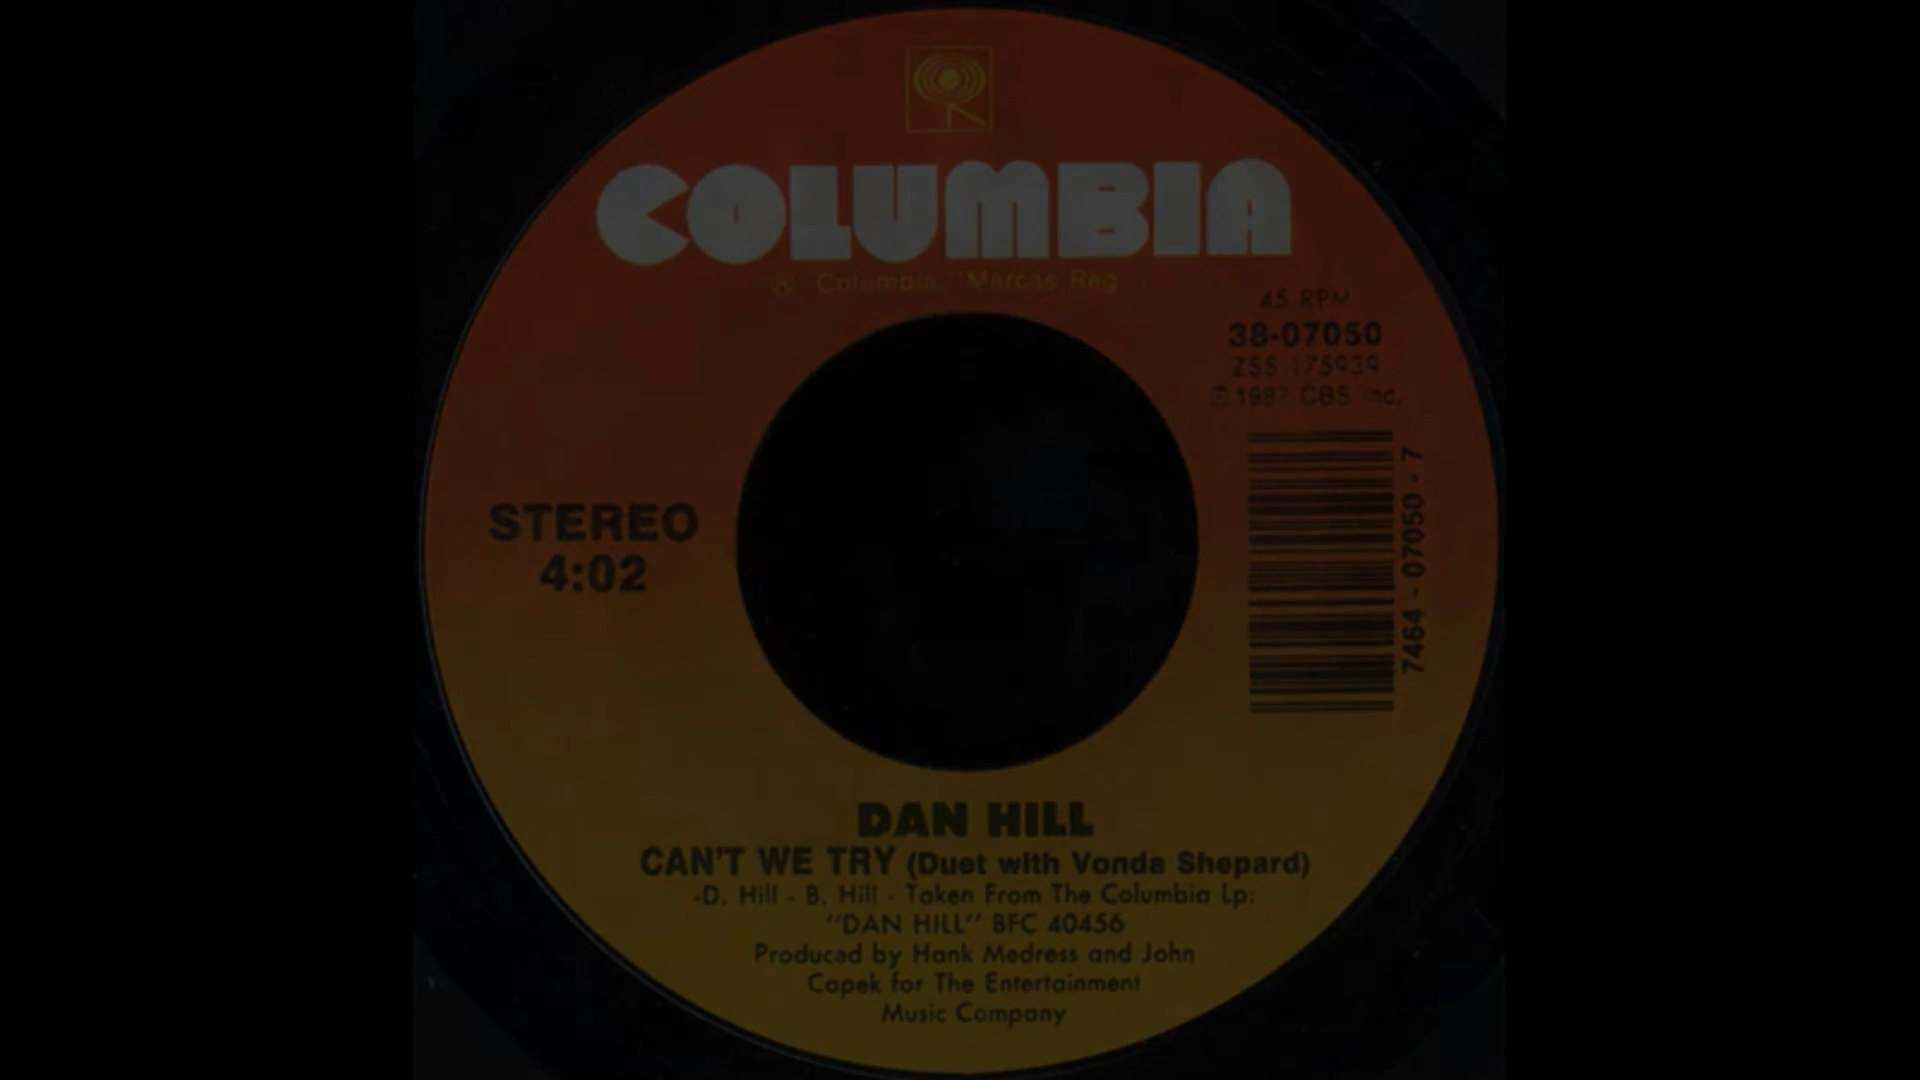 COLUMBIA
® "Columbia," Marcas Reg
45 RPM
38-07050
ZSS 175939
℗ 1987 CBS Inc.
7464-07050-7
STEREO
4:02
DAN HILL
CAN'T WE TRY (Duet with Vonda Shepard)
-D. Hill - B. Hill - Taken From The Columbia Lp:
"DAN HILL" BFC 40456
Produced by Hank Medress and John
Capek for The Entertainment
Music Company